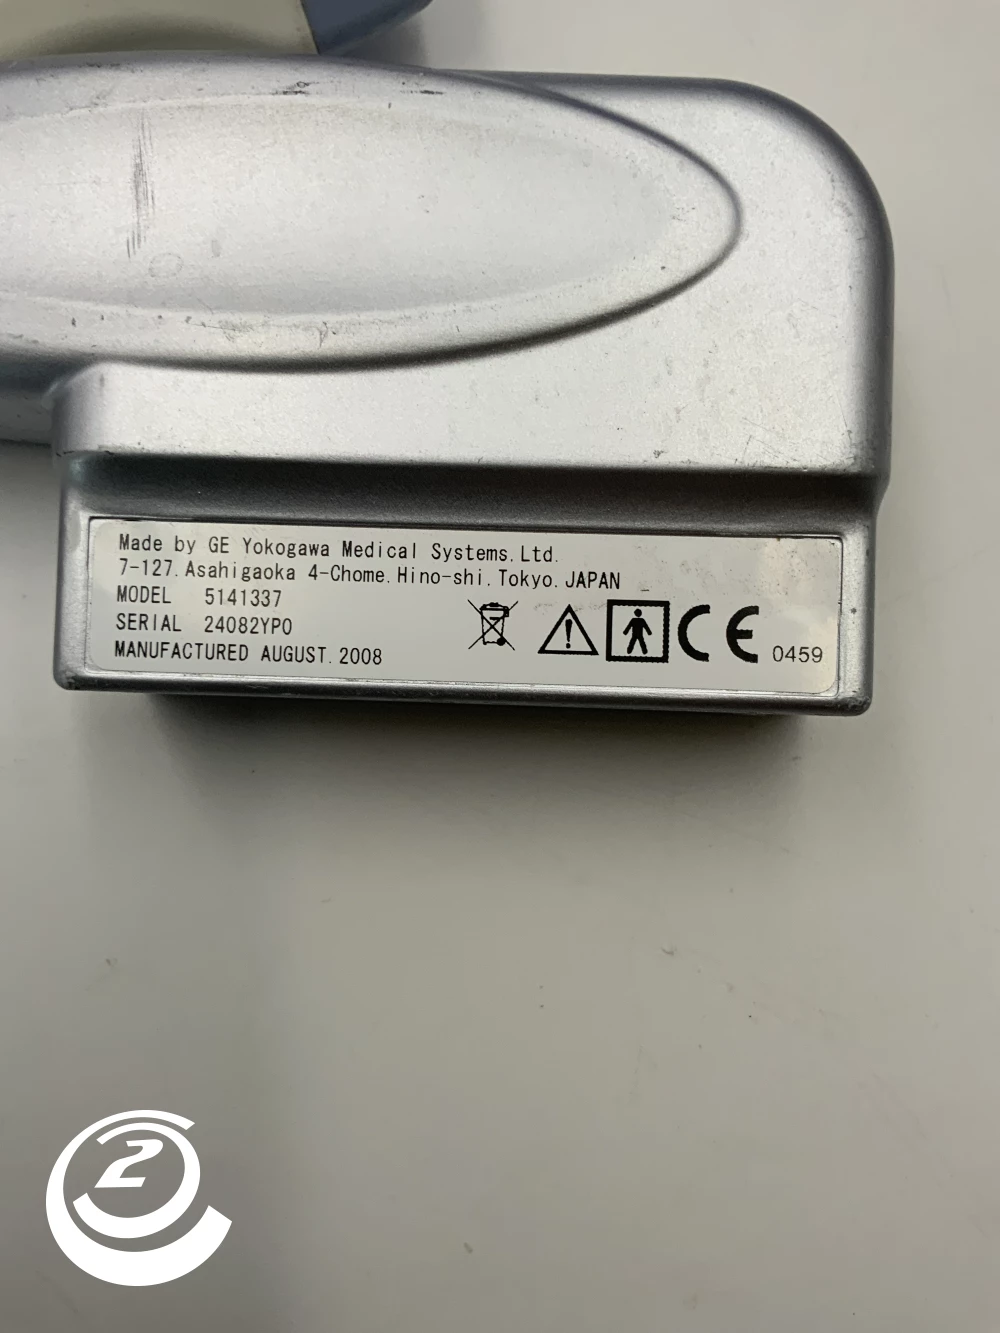 Made by GE Yokogawa Medical Systems.Ltd.
7-127.Asahigaoka 4-Chome.Hino-shi.Tokyo.JAPAN
MODEL 5141337
SERIAL 24082YP0
MANUFACTURED AUGUST.2008
CE 0459
2